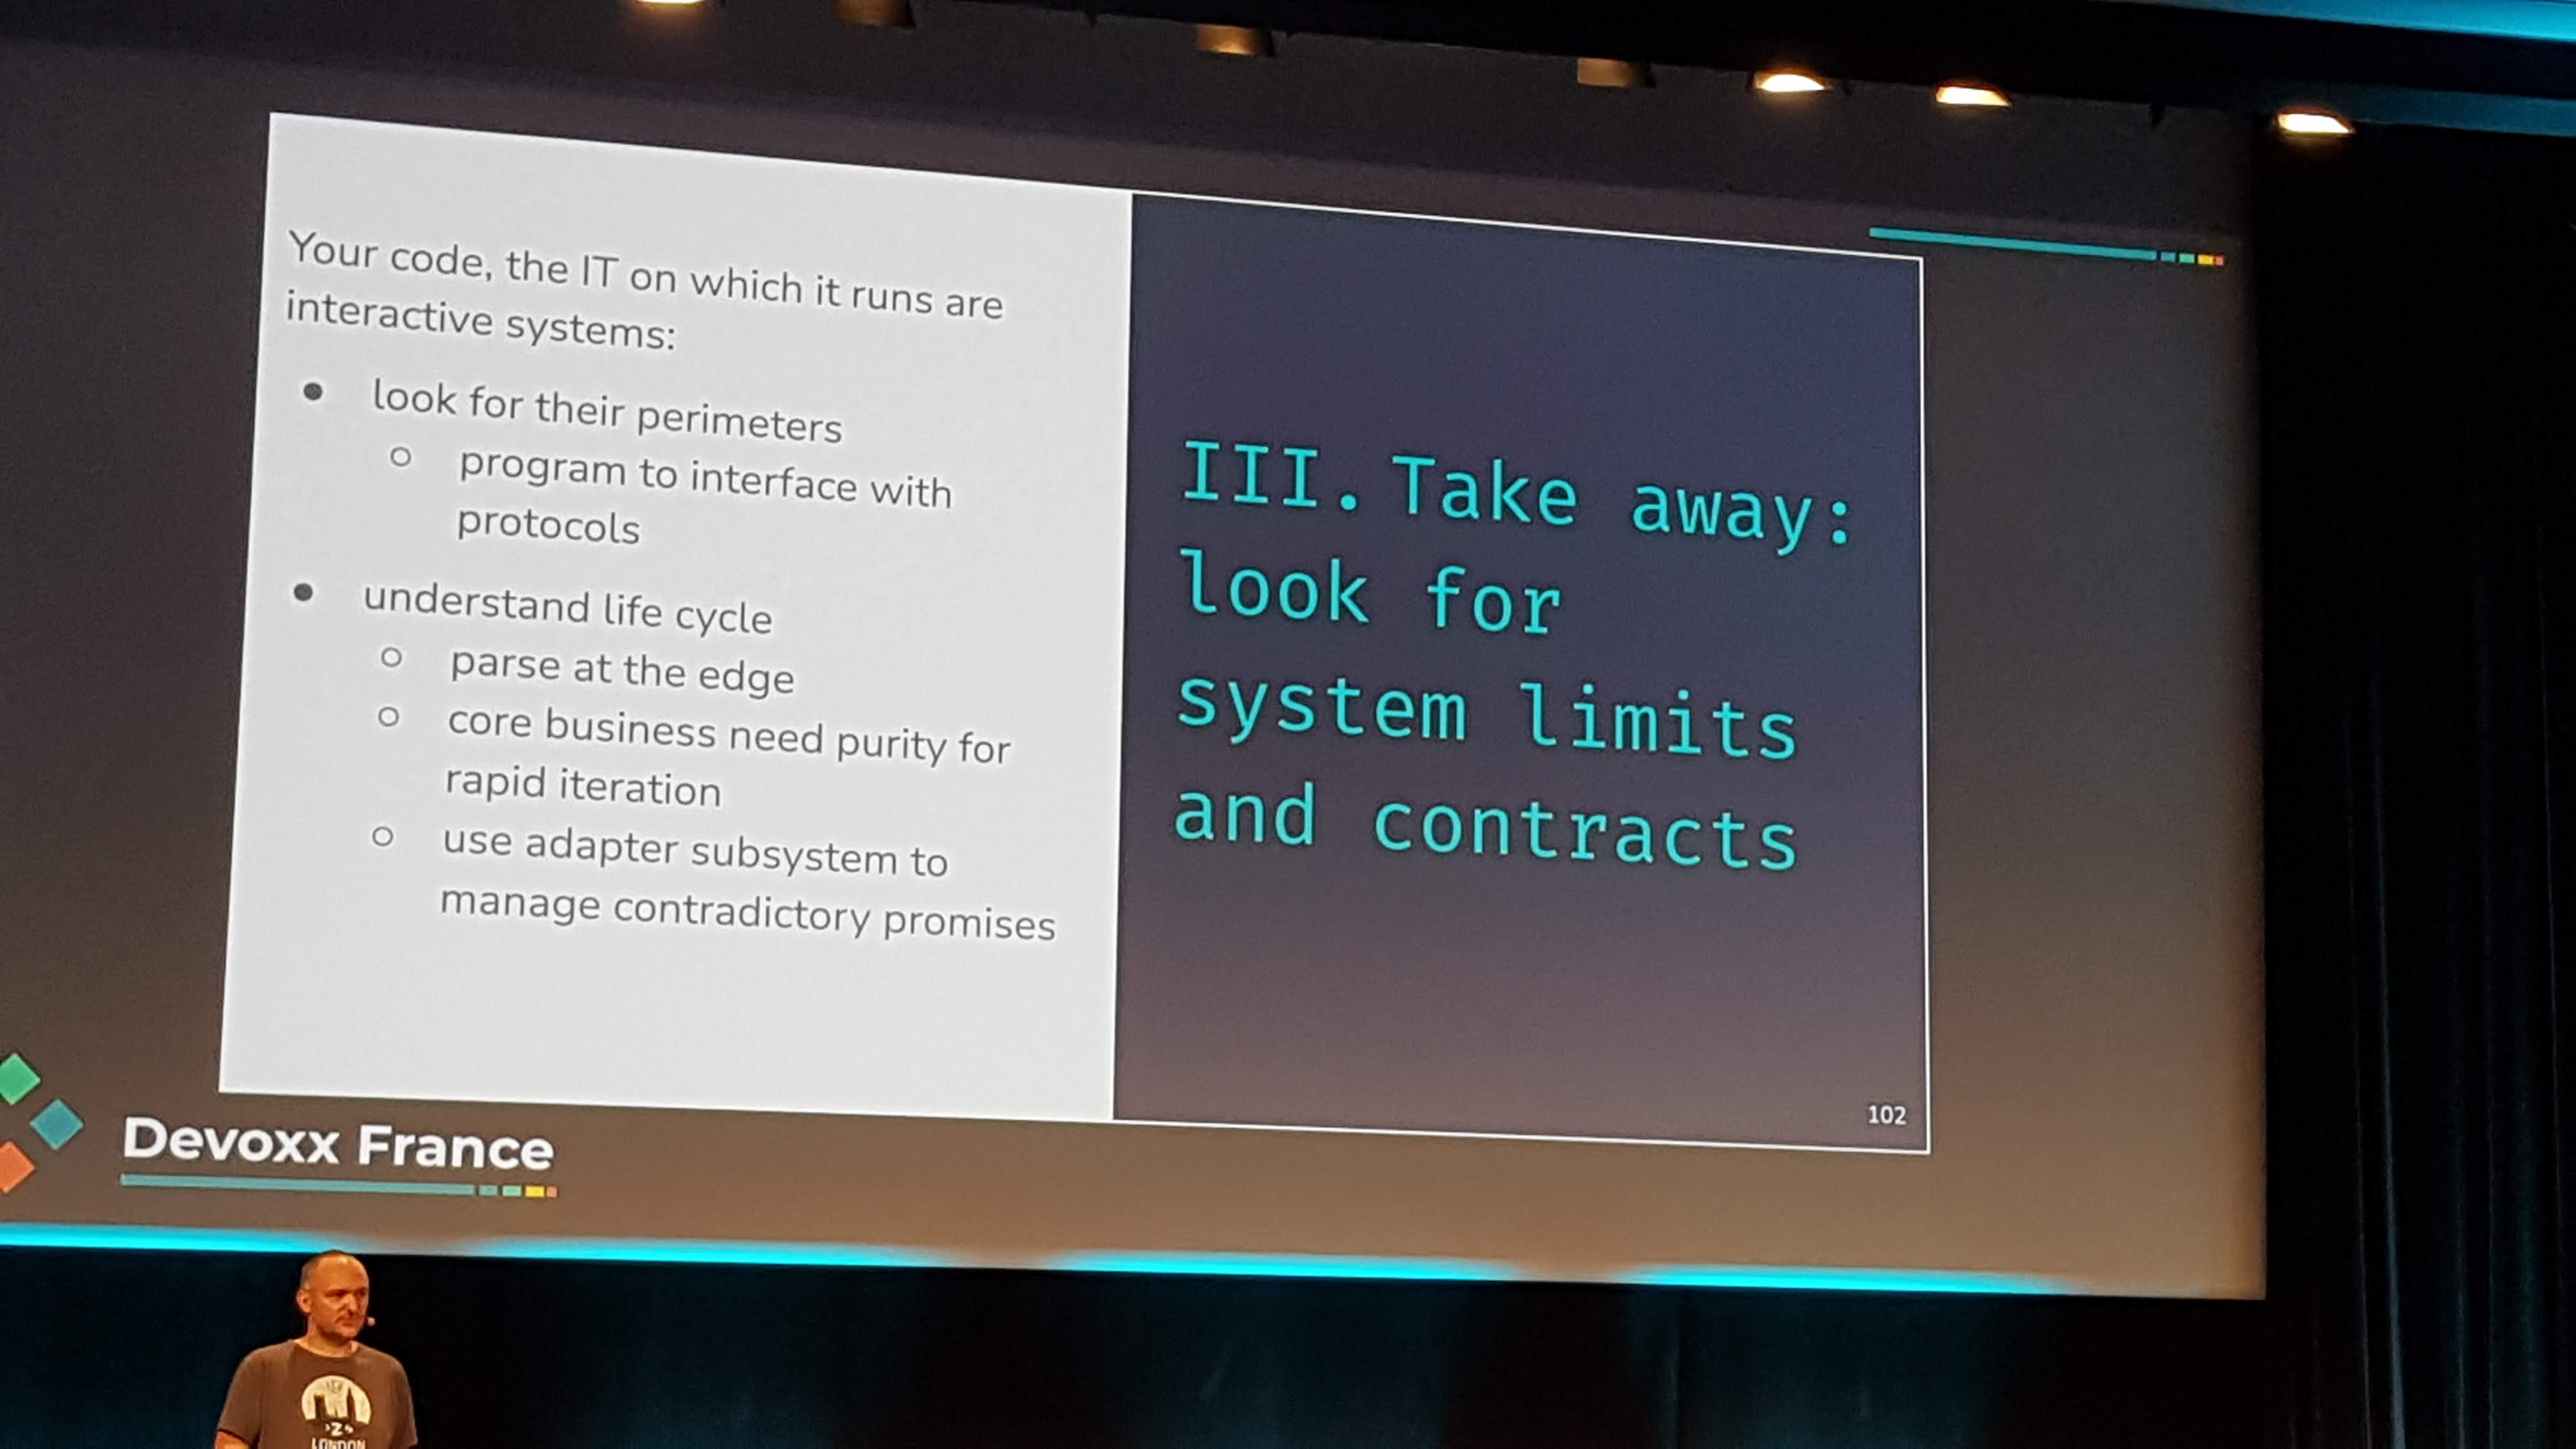 Your code, the IT on which it runs are
interactive systems:
● look for their perimeters
○ program to interface with
protocols
● understand life cycle
○ parse at the edge
○ core business need purity for
rapid iteration
○ use adapter subsystem to
manage contradictory promises
III. Take away:
look for
system limits
and contracts
102
Devoxx France
Z
LONDON